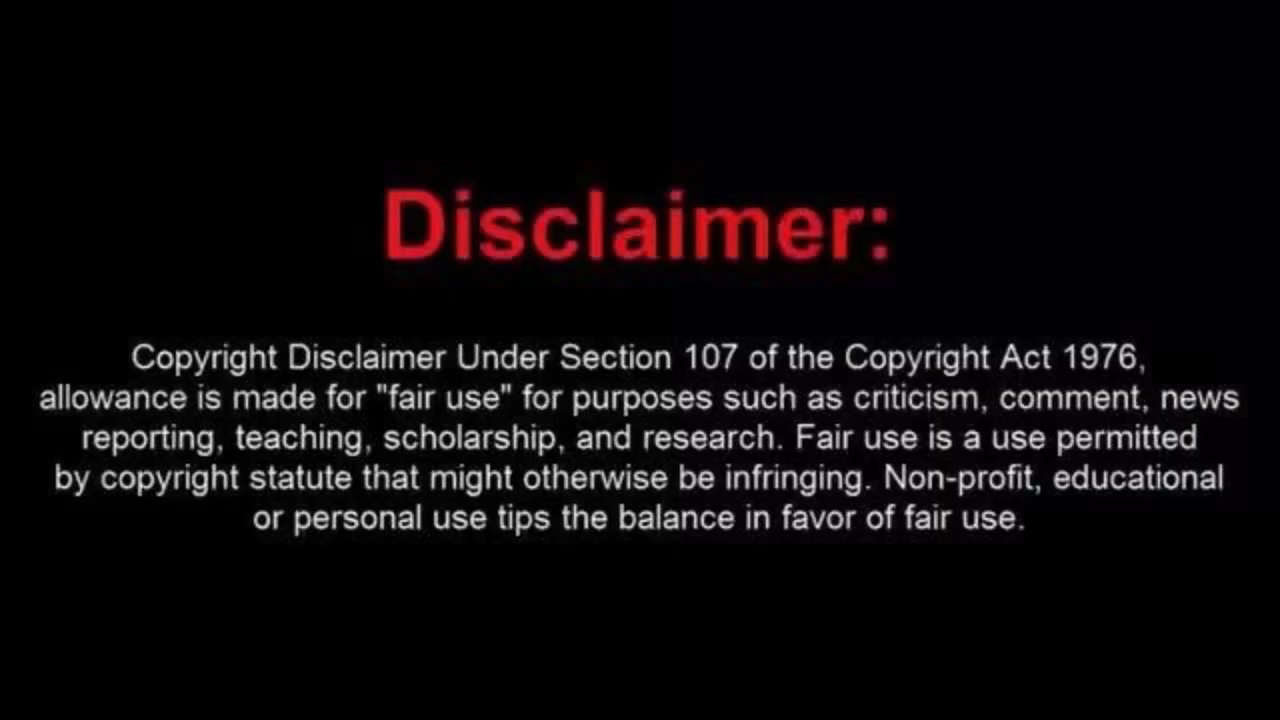 Disclaimer:
Copyright Disclaimer Under Section 107 of the Copyright Act 1976,
allowance is made for "fair use" for purposes such as criticism, comment, news
reporting, teaching, scholarship, and research. Fair use is a use permitted
by copyright statute that might otherwise be infringing. Non-profit, educational
or personal use tips the balance in favor of fair use.